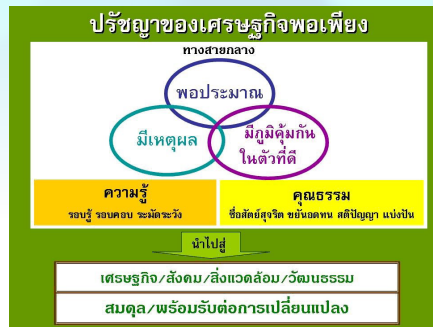 ปรัชญาของเศรษฐกิจพอเพียง
ทางสายกลาง
พอประมาณ
มีเหตุผล
มีภูมิคุ้มกัน
ในตัวที่ดี
ความรู้
รอบรู้ รอบคอบ ระมัดระวัง
คุณธรรม
ซื่อสัตย์สุจริต ขยันอดทน สติปัญญา แบ่งปัน
นำไปสู่
เศรษฐกิจ/สังคม/สิ่งแวดล้อม/วัฒนธรรม
สมดุล/พร้อมรับต่อการเปลี่ยนแปลง